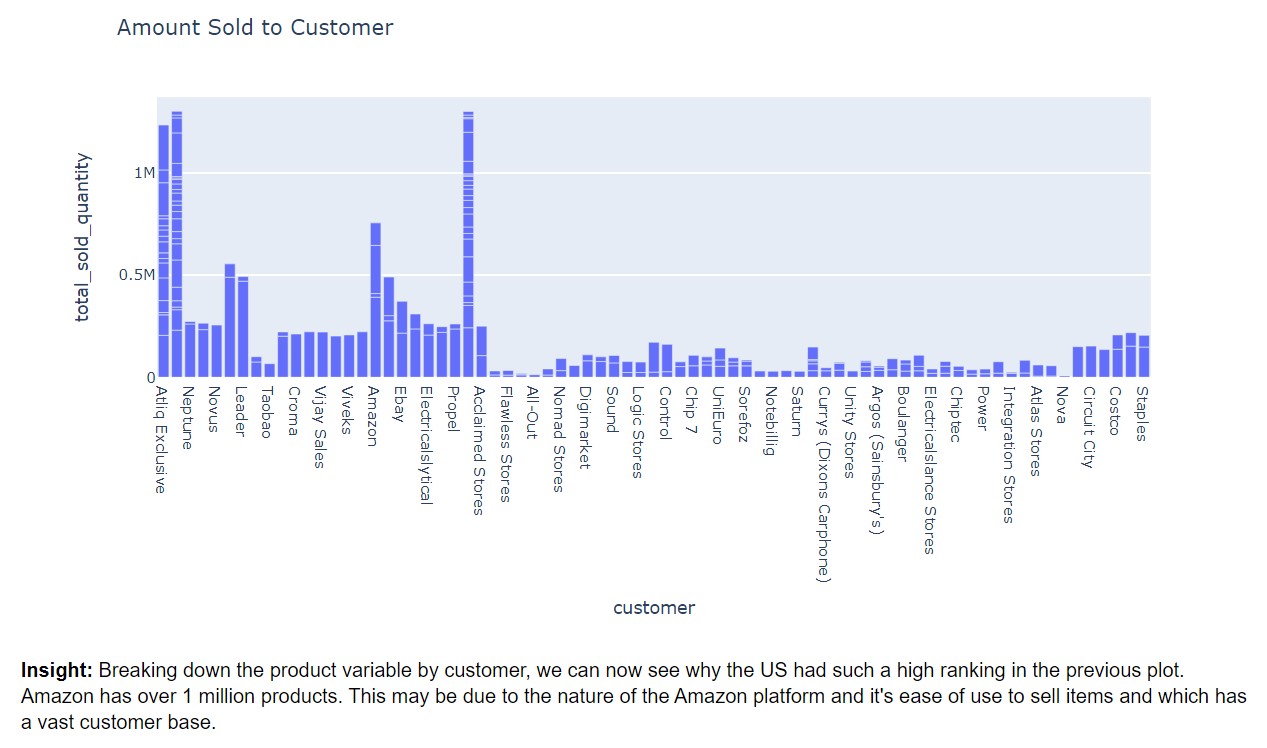 Amount Sold to Customer
total_sold_quantity
1M
0.5M
0
Atliq Exclusive
Neptune
Novus
Leader
Taobao
Croma
Vijay Sales
Viveks
Amazon
Ebay
Electricalslytical
Propel
Acclaimed Stores
Flawless Stores
All-Out
Nomad Stores
Digimarket
Sound
Logic Stores
Control
Chip 7
UniEuro
Sorefoz
Notebillig
Saturn
Currys (Dixons Carphone)
Unity Stores
Argos (Sainsbury's)
Boulanger
Electricalslance Stores
Chiptec
Power
Integration Stores
Atlas Stores
Nova
Circuit City
Costco
Staples
customer
Insight: Breaking down the product variable by customer, we can now see why the US had such a high ranking in the previous plot.
Amazon has over 1 million products. This may be due to the nature of the Amazon platform and it's ease of use to sell items and which has
a vast customer base.